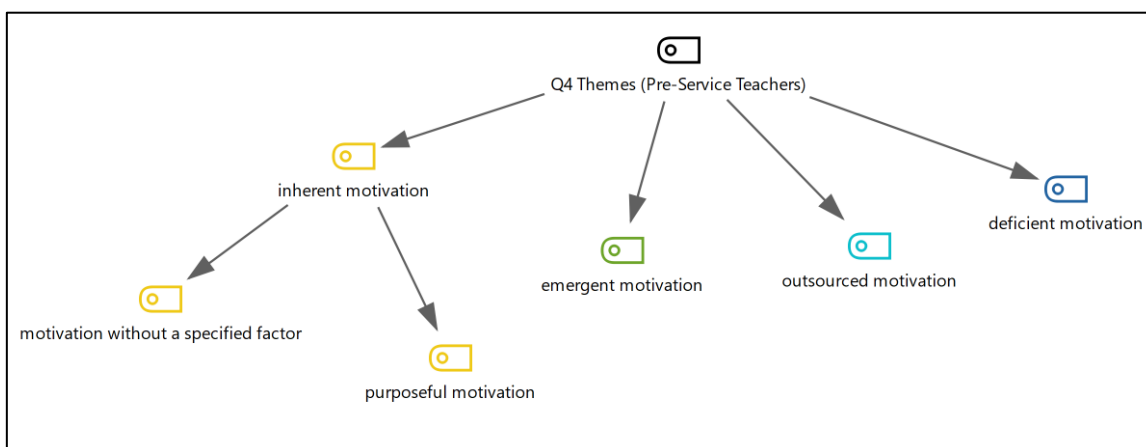 Q4 Themes (Pre-Service Teachers)
inherent motivation
deficient motivation
emergent motivation
outsourced motivation
motivation without a specified factor
purposeful motivation